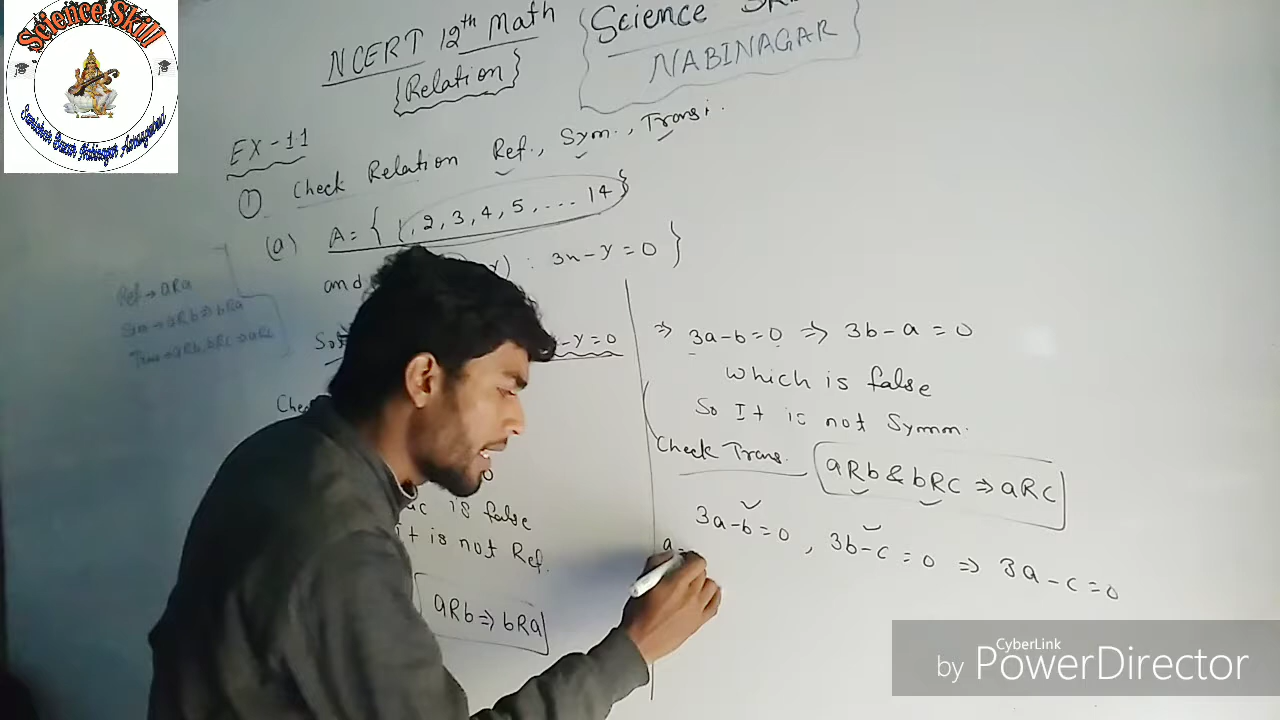 Science Skill
NCERT 12th Math
{Relation}
Science
NABINAGAR
EX-1.1
① Check Relation Ref., Sym., Transi.
(a) A = { 1, 2, 3, 4, 5, ... 14 }
and : 3x-y=0 }
Ref → aRa
Sym → aRb ⇒ bRa
Trans → aRb, bRc ⇒ aRc
-y=0
is false
it is not Ref.
aRb ⇒ bRa
⇒ 3a-b=0 ⇒ 3b-a=0
which is false
So It is not Symm.
Check Trans. aRb & bRc ⇒ aRc
3a-b=0, 3b-c=0 ⇒ 3a-c=0
a=
by CyberLink PowerDirector